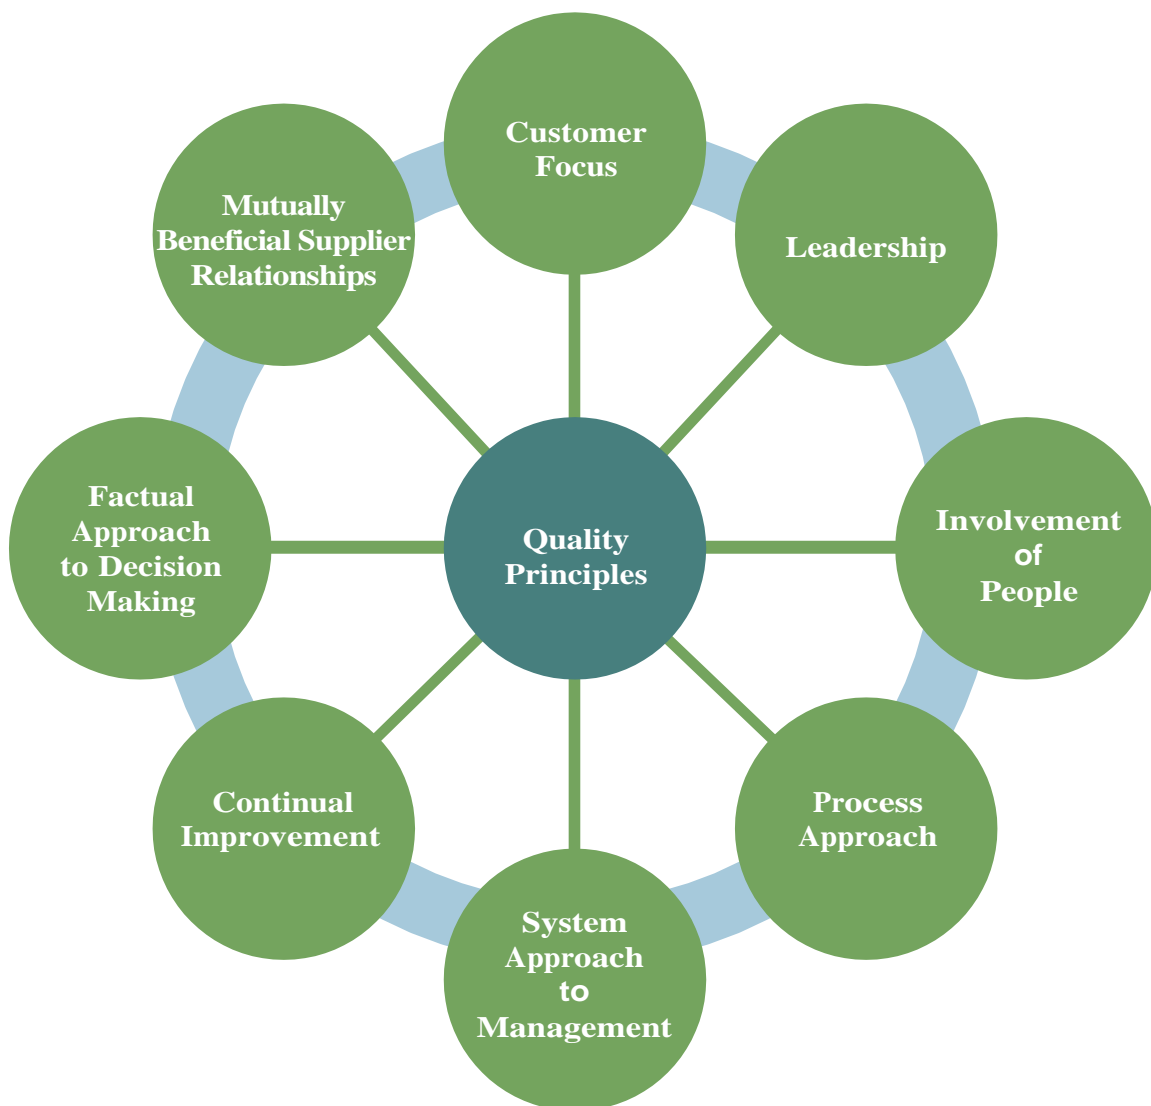 Customer
Focus
Leadership
Involvement
of
People
Process
Approach
System
Approach
to
Management
Continual
Improvement
Factual
Approach
to Decision
Making
Mutually
Beneficial Supplier
Relationships
Quality
Principles